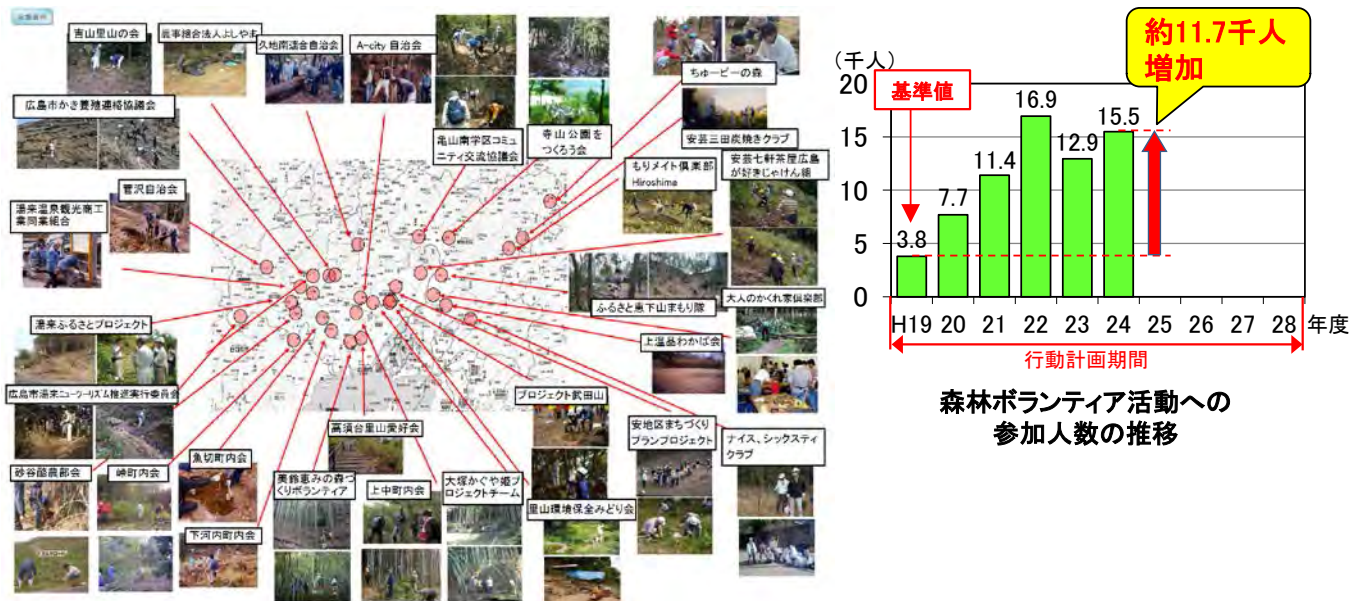 吉山里山の会
農事組合法人よしやま
久地南連合自治会
A-city 自治会
ちゅーピーの森
広島市かき養殖連絡協議会
亀山南学区コミュ
ニティ交流協議会
寺山公園を
つくろう会
安芸三田炭焼きクラブ
菅沢自治会
もりメイト倶楽部
Hiroshima
安芸七軒茶屋広島
が好きじゃけん組
湯来温泉観光商工
業同業組合
ふるさと恵下山まもり隊
大人のかくれ家倶楽部
湯来ふるさとプロジェクト
上温品わかば会
広島市湯来ニューツーリズム推進実行委員会
プロジェクト武田山
高須台里山愛好会
安地区まちづくり
プランプロジェクト
ナイス、シックスティ
クラブ
砂谷酪農部会
峠町内会
魚切町内会
美鈴恵みの森づ
くりボランティア
上中町内会
大塚かぐや姫プ
ロジェクトチーム
里山環境保全みどり会
下河内町内会
約11.7千人
増加
(千人)
基準値
20
15
10
5
0
3.8
7.7
11.4
16.9
12.9
15.5
H19 20 21 22 23 24 25 26 27 28 年度
行動計画期間
森林ボランティア活動への
参加人数の推移